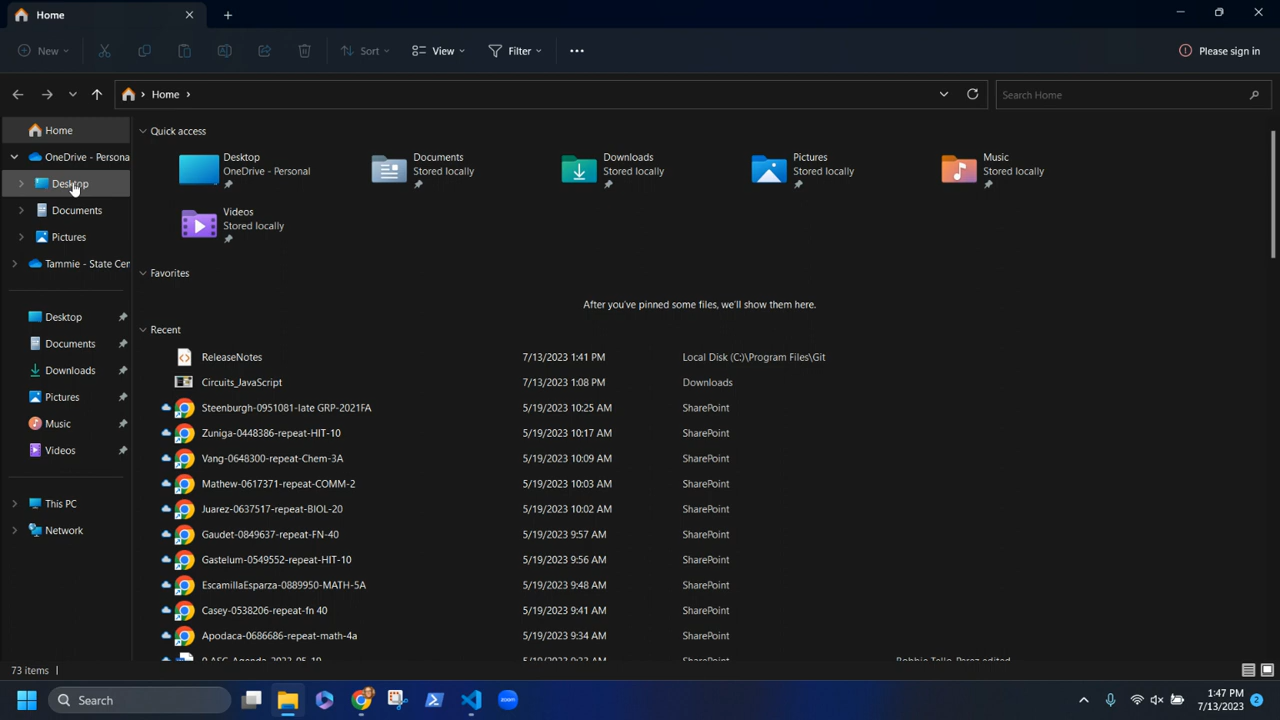 Home
New
Sort
View
Filter
Please sign in
Home
Search Home
Home
OneDrive - Persona
Desktop
Documents
Pictures
Tammie - State Cen
Desktop
Documents
Downloads
Pictures
Music
Videos
This PC
Network
Quick access
Desktop
OneDrive - Personal
Documents
Stored locally
Downloads
Stored locally
Pictures
Stored locally
Music
Stored locally
Videos
Stored locally
Favorites
After you've pinned some files, we'll show them here.
Recent
ReleaseNotes 7/13/2023 1:41 PM Local Disk (C:)\Program Files\Git
Circuits_JavaScript 7/13/2023 1:08 PM Downloads
Steenburgh-0951081-late GRP-2021FA 5/19/2023 10:25 AM SharePoint
Zuniga-0448386-repeat-HIT-10 5/19/2023 10:17 AM SharePoint
Vang-0648300-repeat-Chem-3A 5/19/2023 10:09 AM SharePoint
Mathew-0617371-repeat-COMM-2 5/19/2023 10:03 AM SharePoint
Juarez-0637517-repeat-BIOL-20 5/19/2023 10:02 AM SharePoint
Gaudet-0849637-repeat-FN-40 5/19/2023 9:57 AM SharePoint
Gastelum-0549552-repeat-HIT-10 5/19/2023 9:56 AM SharePoint
EscamillaEsparza-0889950-MATH-5A 5/19/2023 9:48 AM SharePoint
Casey-0538206-repeat-fn 40 5/19/2023 9:41 AM SharePoint
Apodaca-0686686-repeat-math-4a 5/19/2023 9:34 AM SharePoint
73 items
Search
zoom
1:47 PM
7/13/2023
2